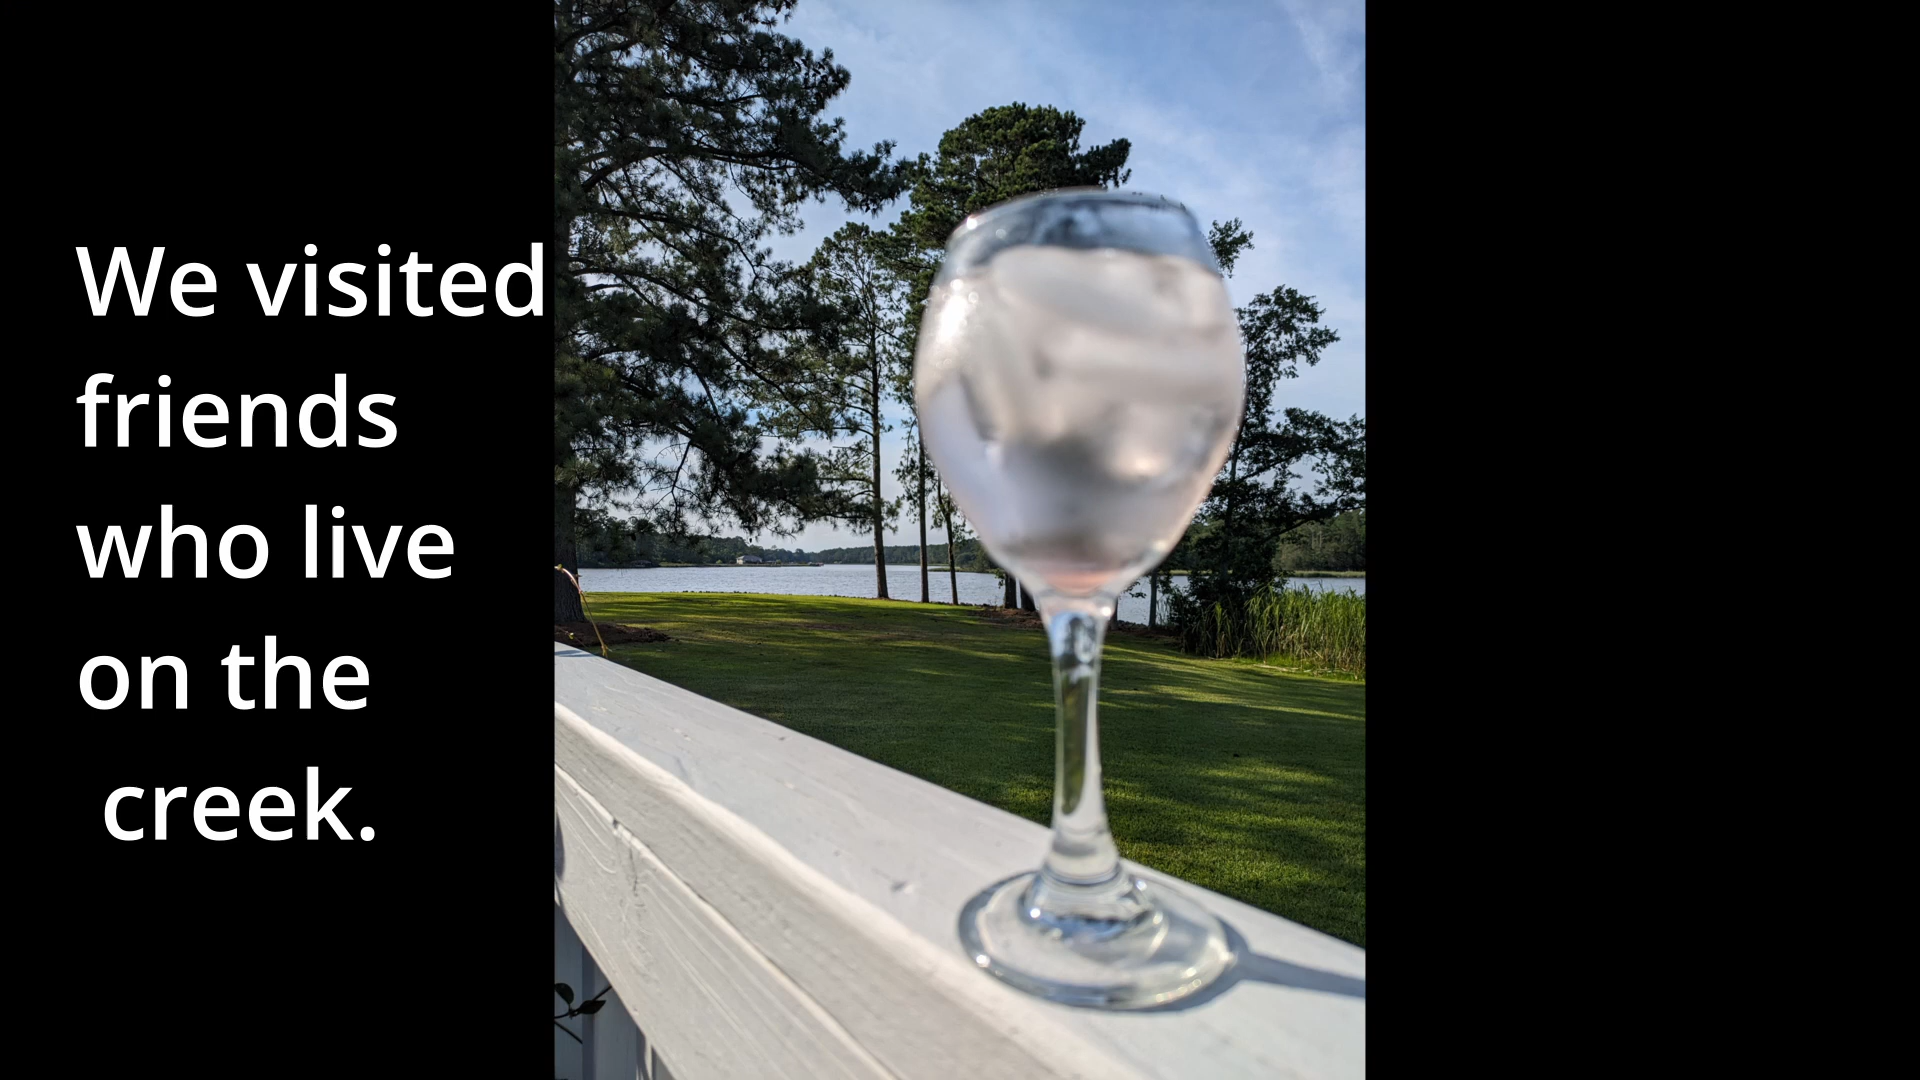 We visited
friends
who live
on the
creek.